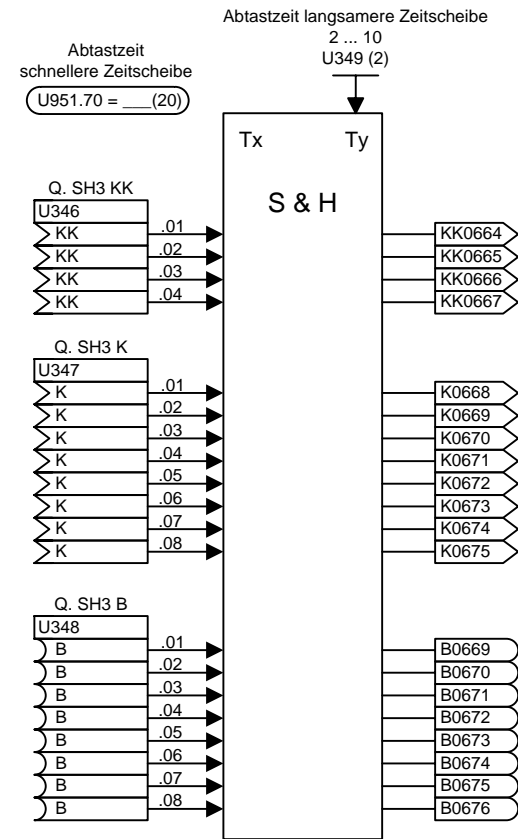 Abtastzeit langsamere Zeitscheibe
2 ... 10
U349 (2)
Abtastzeit
schnellere Zeitscheibe
U951.70 = ___(20)
Tx Ty
S & H
Q. SH3 KK
U346
KK .01 KK0664
KK .02 KK0665
KK .03 KK0666
KK .04 KK0667
Q. SH3 K
U347
K .01 K0668
K .02 K0669
K .03 K0670
K .04 K0671
K .05 K0672
K .06 K0673
K .07 K0674
K .08 K0675
Q. SH3 B
U348
B .01 B0669
B .02 B0670
B .03 B0671
B .04 B0672
B .05 B0673
B .06 B0674
B .07 B0675
B .08 B0676